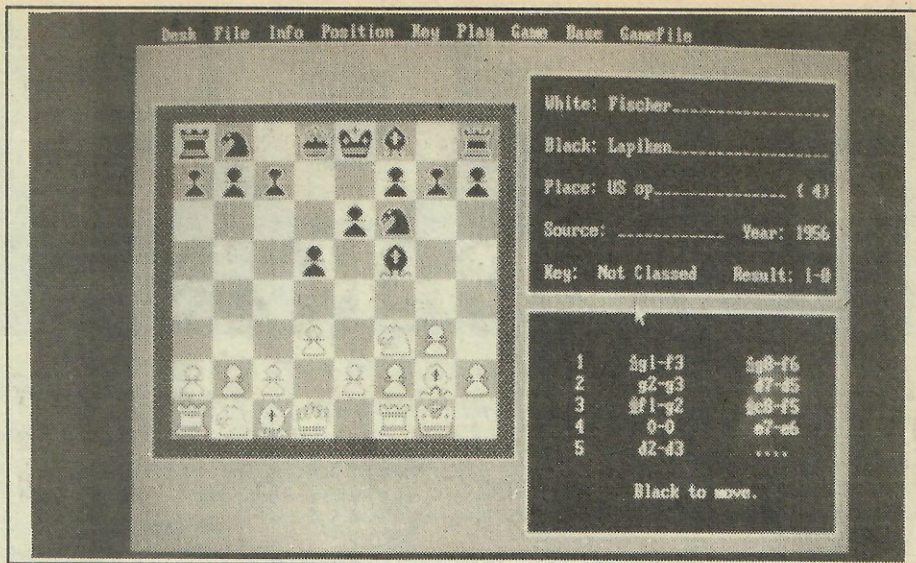 Desk File Info Position Key Play Game Base GameFile
White: Fischer
Black: Lapiken
Place: US op ( 4)
Source: Year: 1956
Key: Not Classed Result: 1-0
1 ♘g1-f3 ♞g8-f6
2 g2-g3 d7-d5
3 ♗f1-g2 ♝c8-f5
4 0-0 e7-e6
5 d2-d3 ....
Black to move.